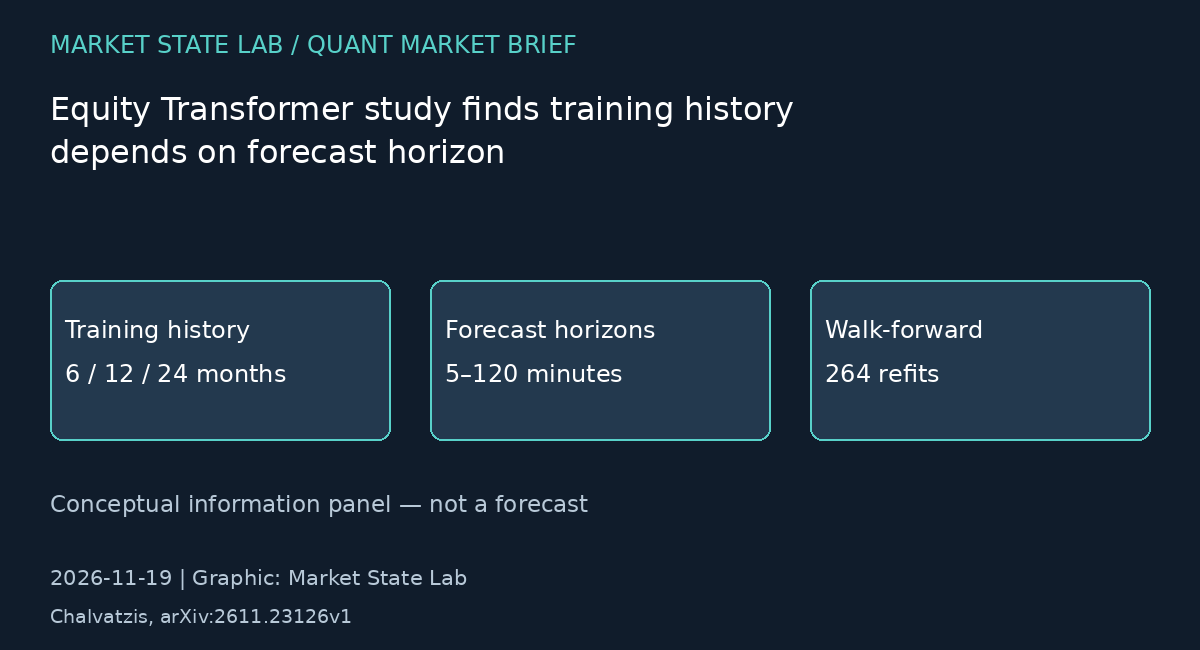 MARKET STATE LAB / QUANT MARKET BRIEF
Equity Transformer study finds training history
depends on forecast horizon
Training history
6 / 12 / 24 months
Forecast horizons
5–120 minutes
Walk-forward
264 refits
Conceptual information panel — not a forecast
2026-11-19 | Graphic: Market State Lab
Chalvatzis, arXiv:2611.23126v1